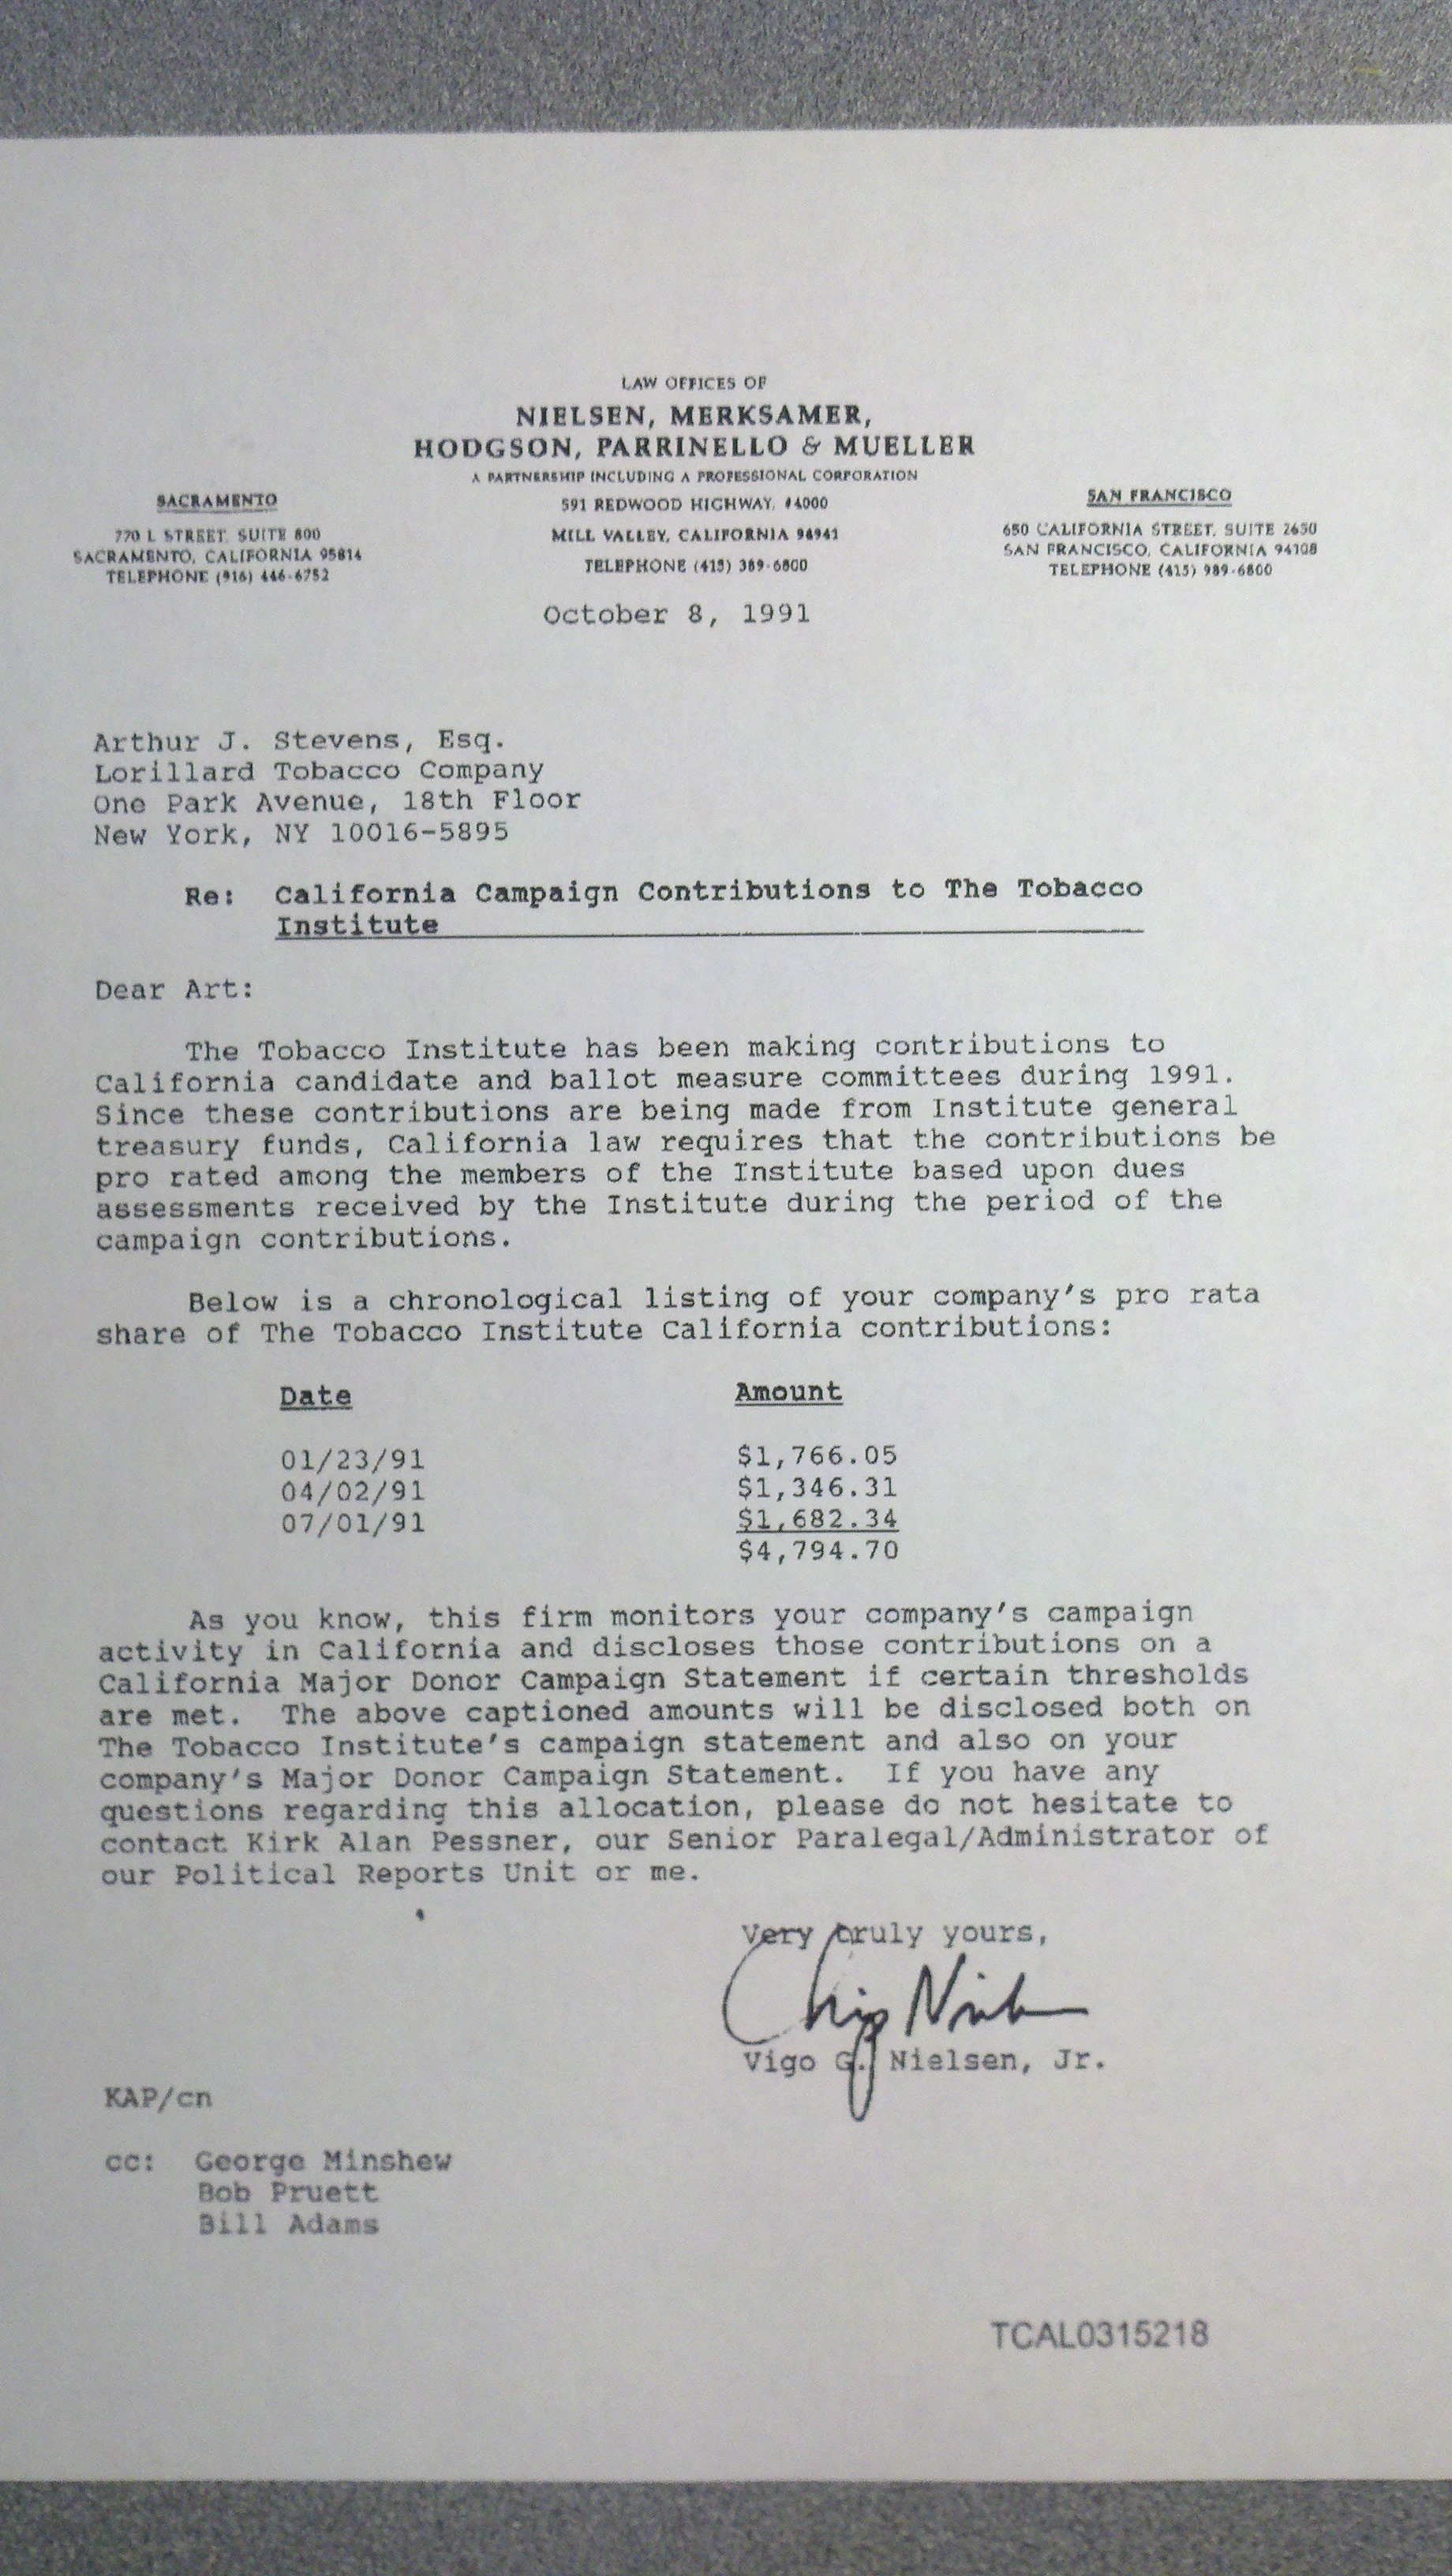 LAW OFFICES OF
NIELSEN, MERKSAMER,
HODGSON, PARRINELLO & MUELLER
A PARTNERSHIP INCLUDING A PROFESSIONAL CORPORATION
591 REDWOOD HIGHWAY, #4000
MILL VALLEY, CALIFORNIA 94941
TELEPHONE (415) 389-6800
SACRAMENTO
770 L STREET, SUITE 800
SACRAMENTO, CALIFORNIA 95814
TELEPHONE (916) 446-6752
SAN FRANCISCO
650 CALIFORNIA STREET, SUITE 2650
SAN FRANCISCO, CALIFORNIA 94108
TELEPHONE (415) 989-6800
October 8, 1991
Arthur J. Stevens, Esq.
Lorillard Tobacco Company
One Park Avenue, 18th Floor
New York, NY 10016-5895
Re: California Campaign Contributions to The Tobacco
Institute
Dear Art:
The Tobacco Institute has been making contributions to
California candidate and ballot measure committees during 1991.
Since these contributions are being made from Institute general
treasury funds, California law requires that the contributions be
pro rated among the members of the Institute based upon dues
assessments received by the Institute during the period of the
campaign contributions.
Below is a chronological listing of your company's pro rata
share of The Tobacco Institute California contributions:
Date Amount
01/23/91 $1,766.05
04/02/91 $1,346.31
07/01/91 $1,682.34
$4,794.70
As you know, this firm monitors your company's campaign
activity in California and discloses those contributions on a
California Major Donor Campaign Statement if certain thresholds
are met. The above captioned amounts will be disclosed both on
The Tobacco Institute's campaign statement and also on your
company's Major Donor Campaign Statement. If you have any
questions regarding this allocation, please do not hesitate to
contact Kirk Alan Pessner, our Senior Paralegal/Administrator of
our Political Reports Unit or me.
Very truly yours,
Chip Nielsen
Vigo G. Nielsen, Jr.
KAP/cn
cc: George Minshew
Bob Pruett
Bill Adams
TCAL0315218